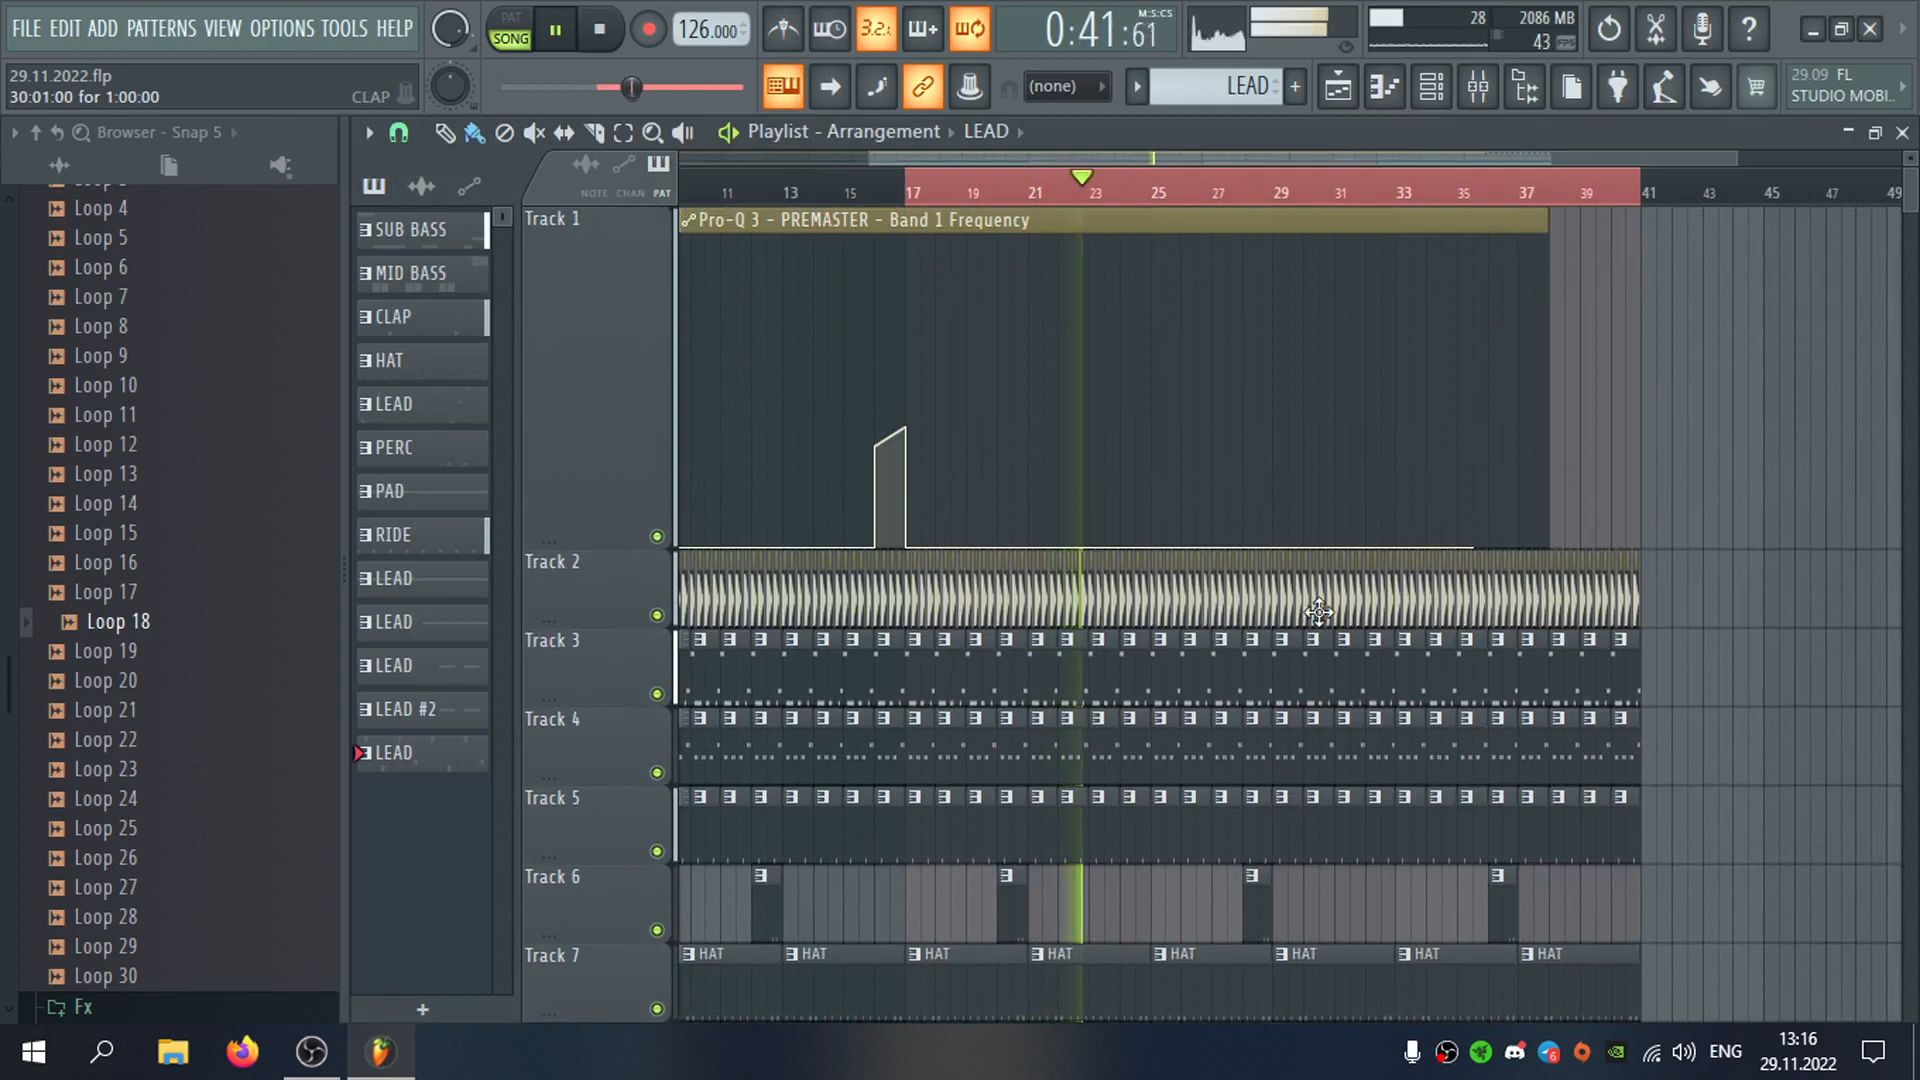 FILE EDIT ADD PATTERNS VIEW OPTIONS TOOLS HELP
PAT
SONG
126.000
3.2.
0:41:61
M:S:CS
28
2086 MB
43
29.11.2022.flp
30:01:00 for 1:00:00
CLAP
(none)
LEAD
29.09 FL
STUDIO MOBI..
Browser - Snap 5
Playlist - Arrangement
LEAD
NOTE CHAN PAT
11 13 15 17 19 21 23 25 27 29 31 33 35 37 39 41 43 45 47 49
Loop 4
Loop 5
Loop 6
Loop 7
Loop 8
Loop 9
Loop 10
Loop 11
Loop 12
Loop 13
Loop 14
Loop 15
Loop 16
Loop 17
Loop 18
Loop 19
Loop 20
Loop 21
Loop 22
Loop 23
Loop 24
Loop 25
Loop 26
Loop 27
Loop 28
Loop 29
Loop 30
Fx
SUB BASS
MID BASS
CLAP
HAT
LEAD
PERC
PAD
RIDE
LEAD
LEAD
LEAD
LEAD #2
LEAD
Track 1
Pro-Q 3 - PREMASTER - Band 1 Frequency
Track 2
Track 3
Track 4
Track 5
Track 6
Track 7
HAT HAT HAT HAT HAT HAT HAT HAT
ENG
13:16
29.11.2022